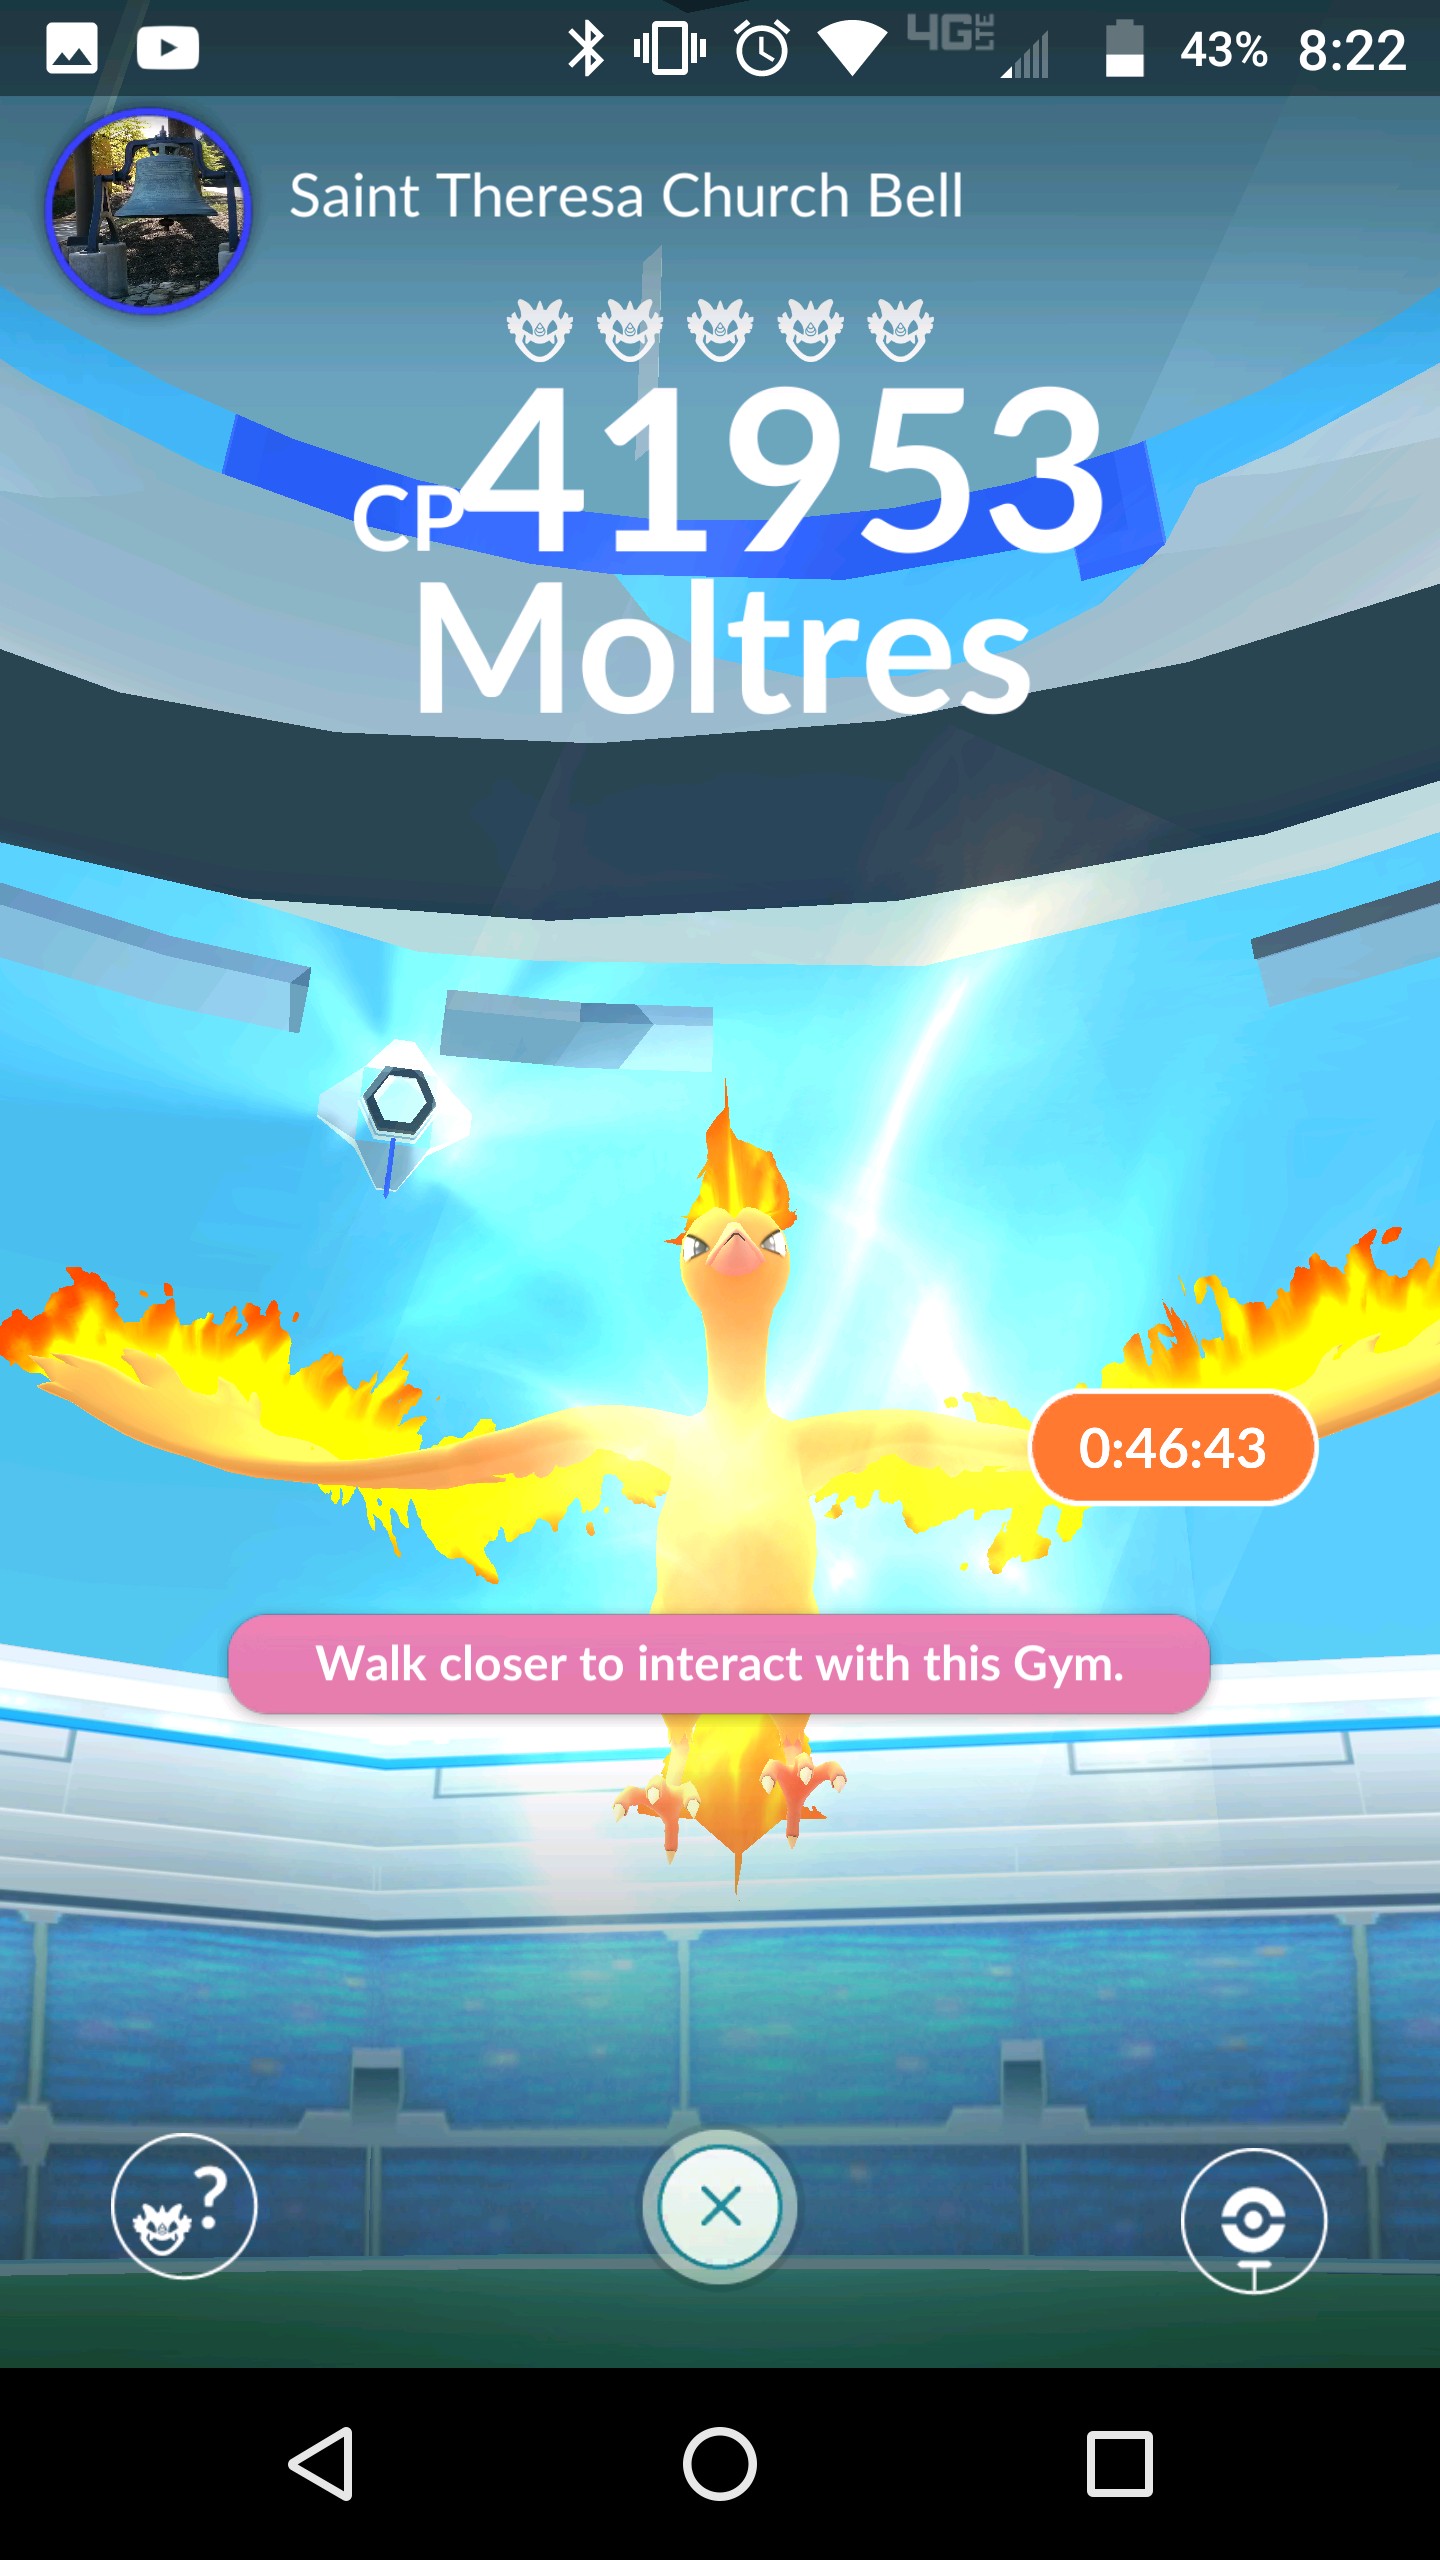 4G LTE 43% 8:22
Saint Theresa Church Bell
CP41953
Moltres
0:46:43
Walk closer to interact with this Gym.
?